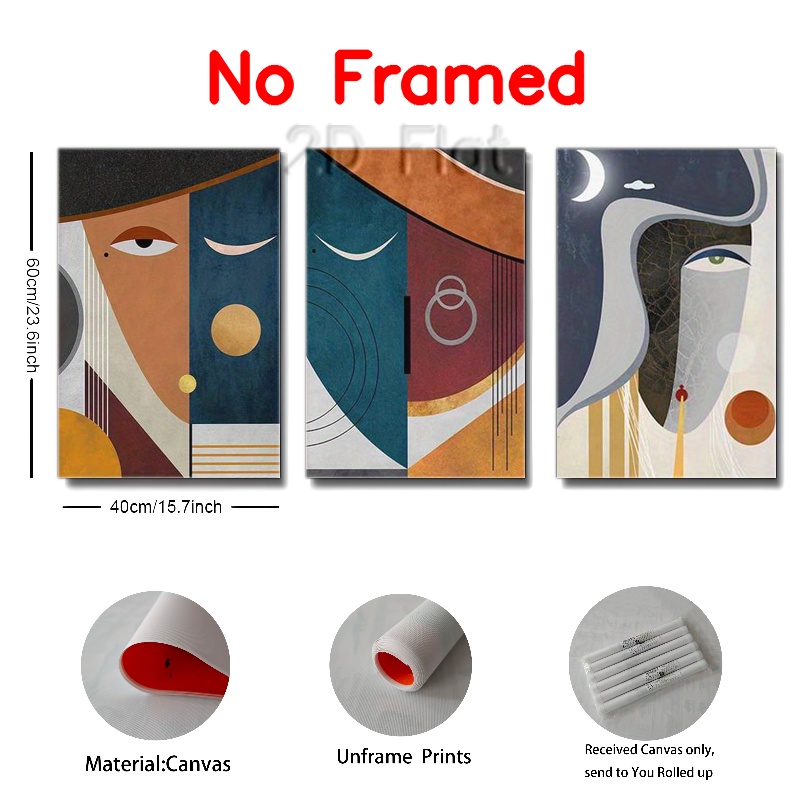 No Framed
2D Flat
60cm/23.6inch
40cm/15.7inch
Material:Canvas
Unframe Prints
Received Canvas only,
send to You Rolled up